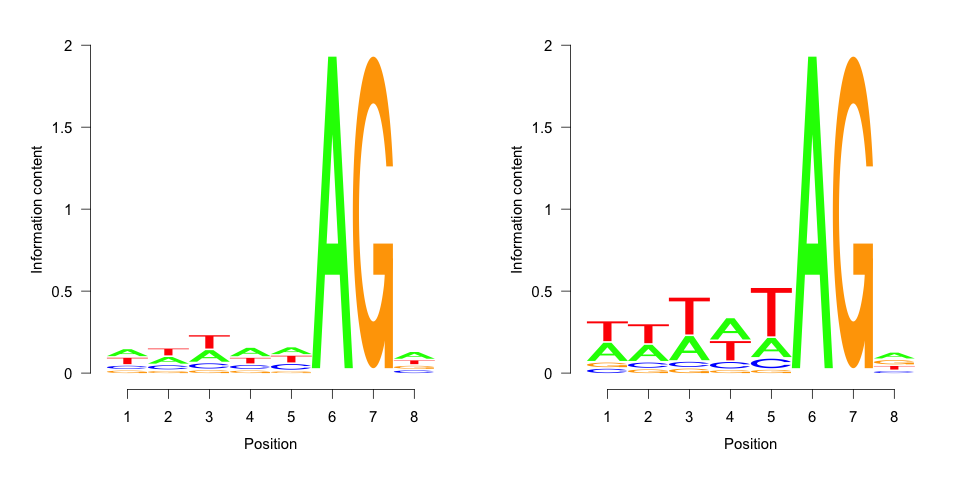 2
1.5
1
0.5
0
Information content
A T T A A A G A
T A A T T G
C C C C C T
G G G G G C
1 2 3 4 5 6 7 8
Position
2
1.5
1
0.5
0
Information content
T T T A T A G A
A A A T A G
G C C C C T
C G G G G C
1 2 3 4 5 6 7 8
Position